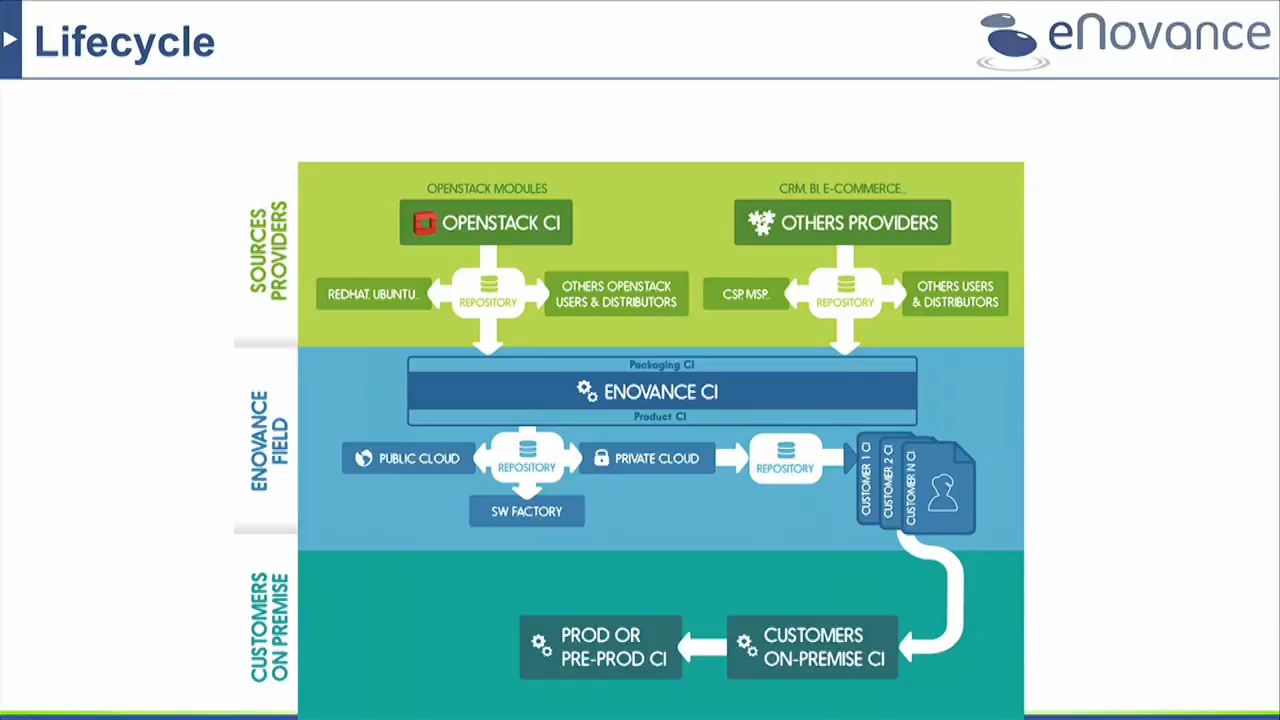 Lifecycle
eNovance
SOURCES
PROVIDERS
OPENSTACK MODULES
OPENSTACK CI
REDHAT, UBUNTU...
REPOSITORY
OTHERS OPENSTACK
USERS & DISTRIBUTORS
CRM, BI, E-COMMERCE...
OTHERS PROVIDERS
CSP, MSP...
REPOSITORY
OTHERS USERS
& DISTRIBUTORS
ENOVANCE
FIELD
Packaging CI
ENOVANCE CI
Product CI
PUBLIC CLOUD
REPOSITORY
PRIVATE CLOUD
REPOSITORY
CUSTOMER 1 CI
CUSTOMER 2 CI
CUSTOMER N CI
SW FACTORY
CUSTOMERS
ON PREMISE
PROD OR
PRE-PROD CI
CUSTOMERS
ON-PREMISE CI